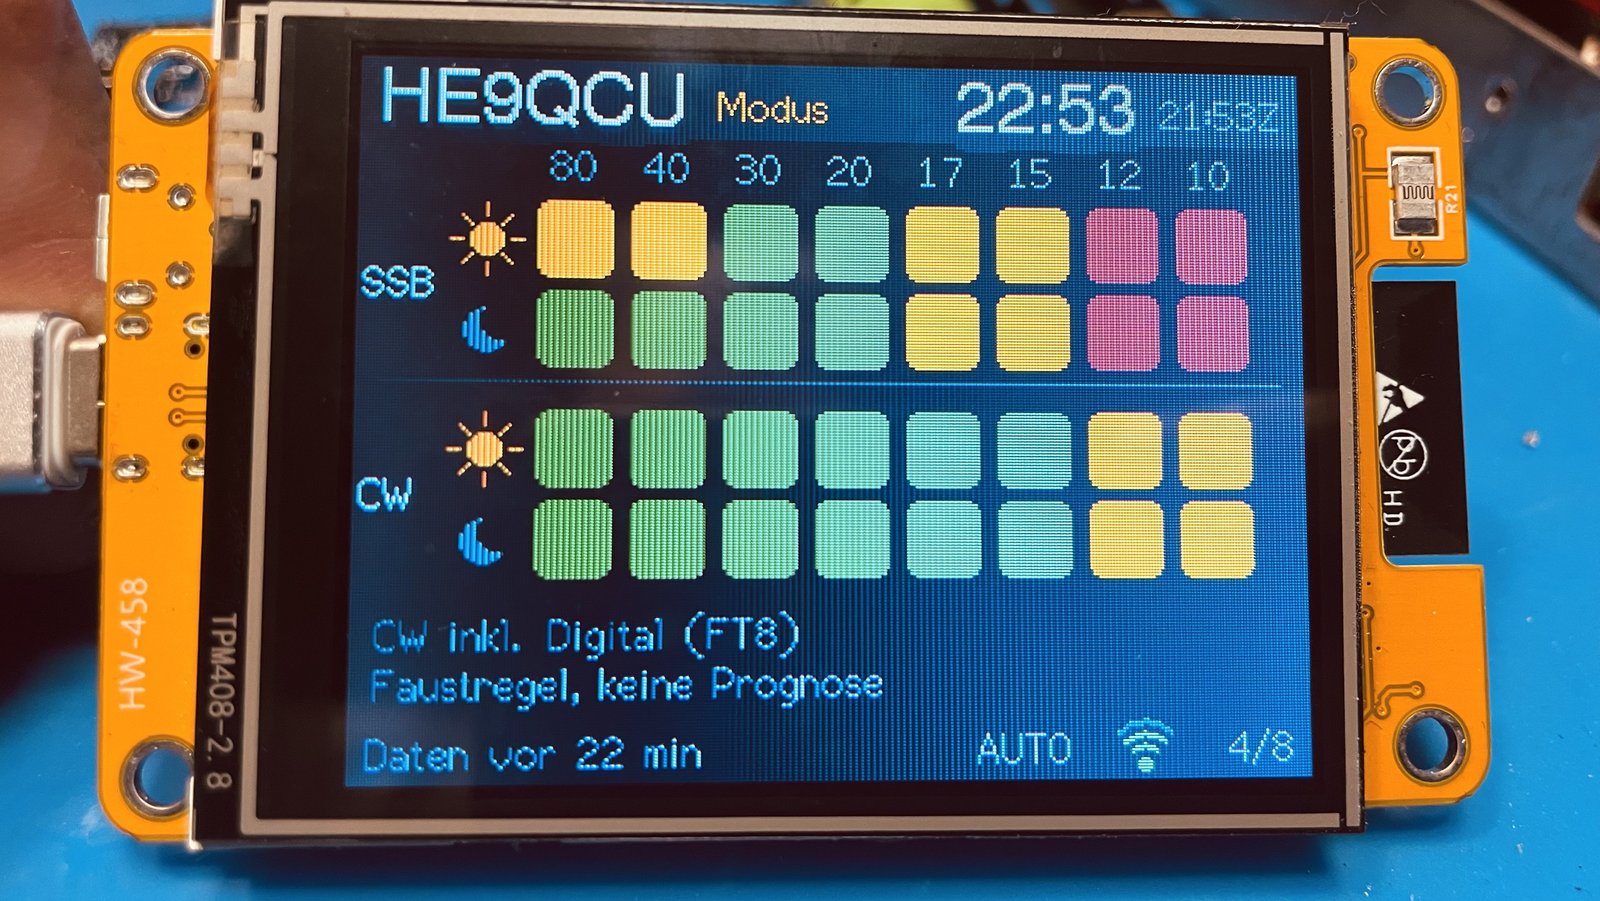 HE9QCU Modus 22:53 21:53Z
80 40 30 20 17 15 12 10
SSB
CW
CW inkl. Digital (FT8)
Faustregel, keine Prognose
Daten vor 22 min AUTO 4/8
HW-458
TPM408-2.8
R21
Pb
H.D.